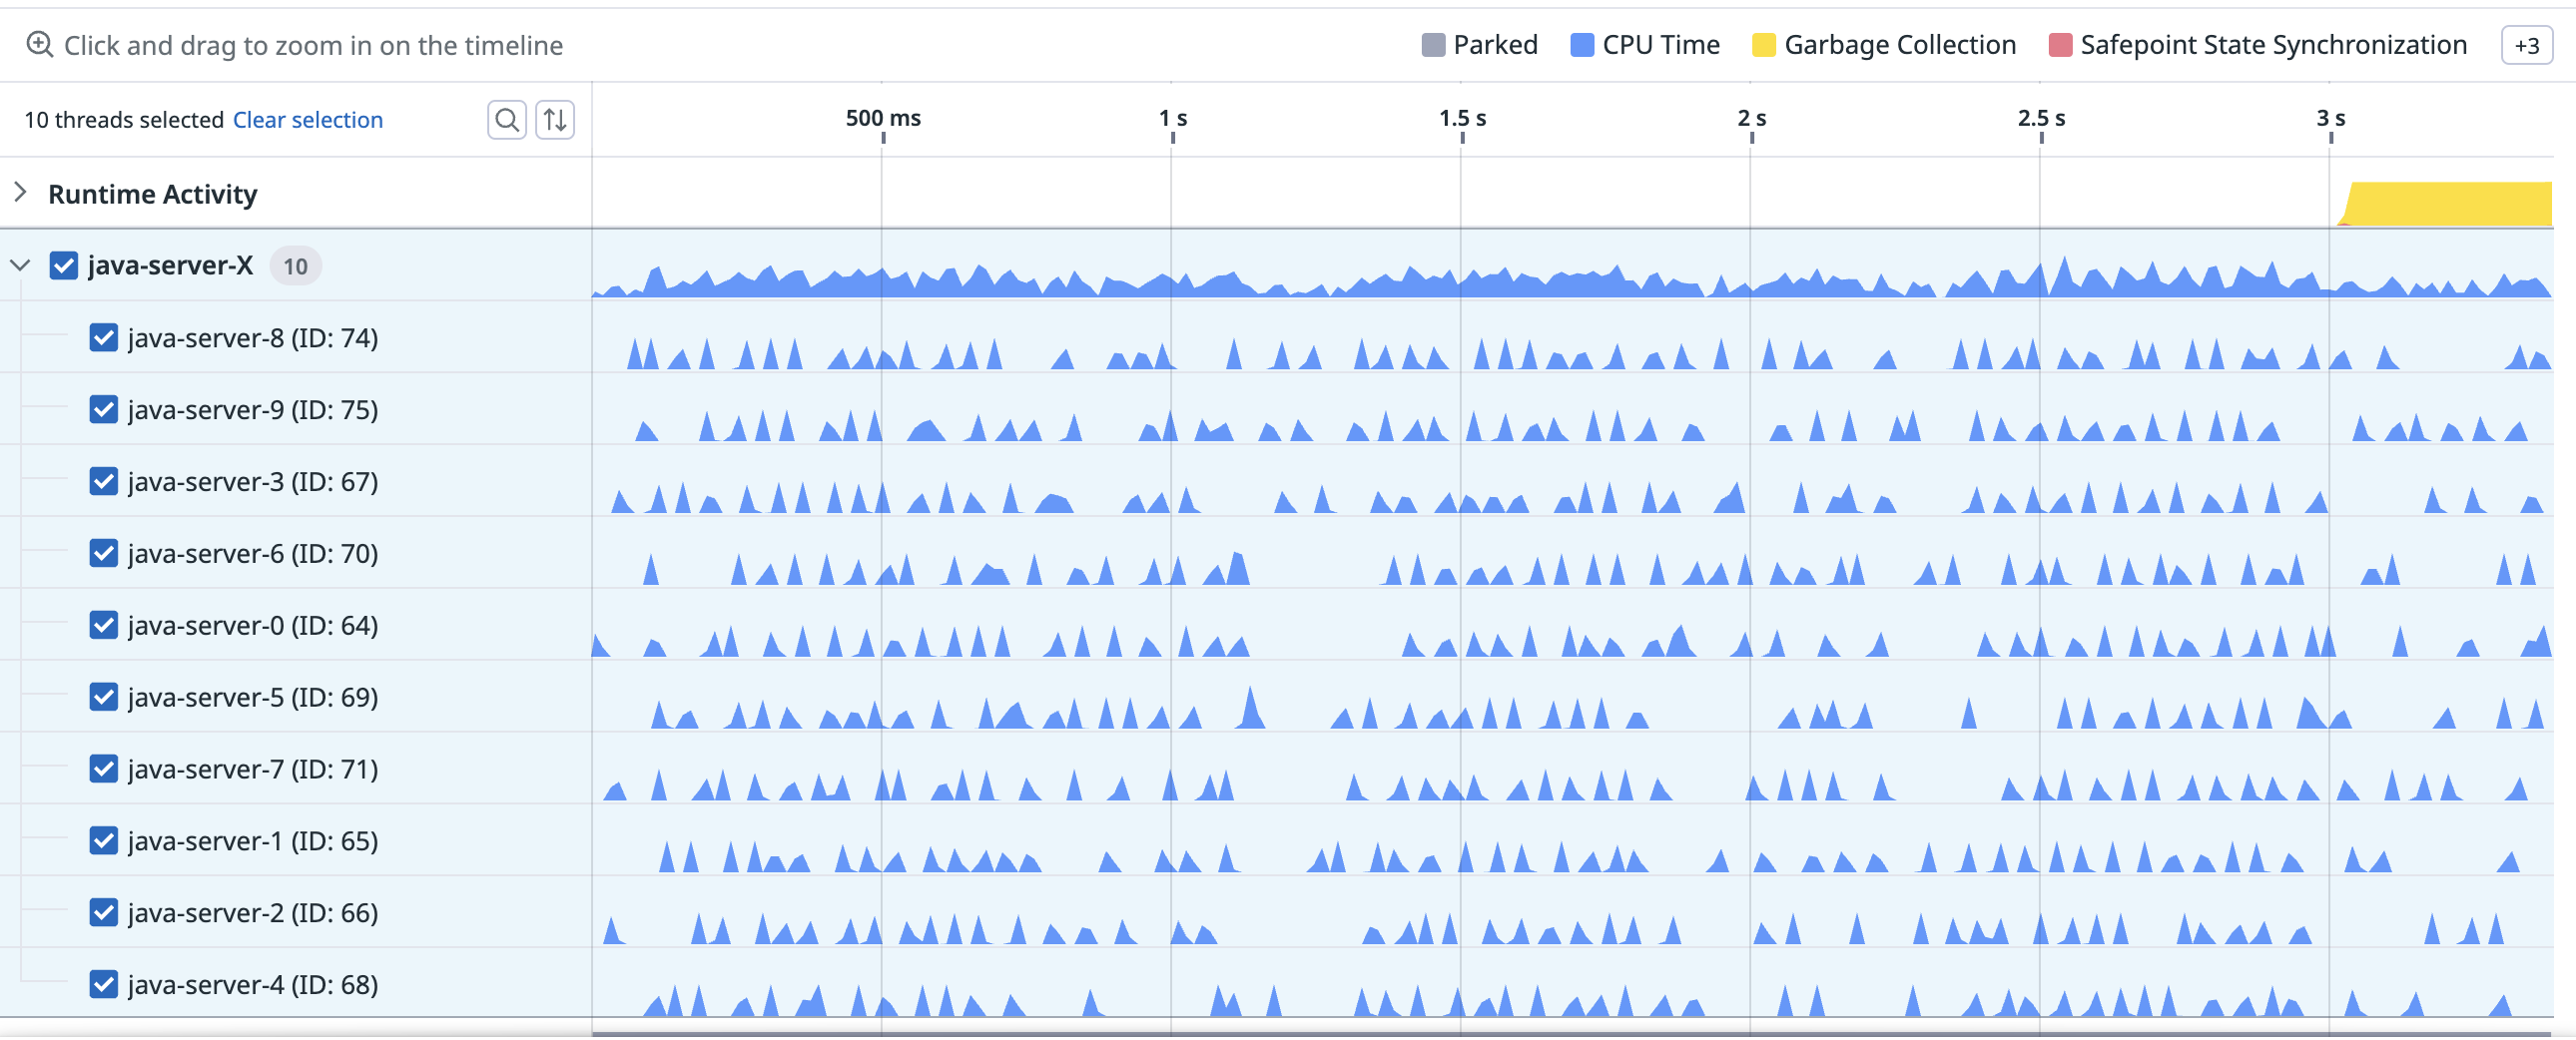 Click and drag to zoom in on the timeline
Parked CPU Time Garbage Collection Safepoint State Synchronization +3
10 threads selected Clear selection
500 ms 1 s 1.5 s 2 s 2.5 s 3 s
Runtime Activity
java-server-X 10
java-server-8 (ID: 74)
java-server-9 (ID: 75)
java-server-3 (ID: 67)
java-server-6 (ID: 70)
java-server-0 (ID: 64)
java-server-5 (ID: 69)
java-server-7 (ID: 71)
java-server-1 (ID: 65)
java-server-2 (ID: 66)
java-server-4 (ID: 68)